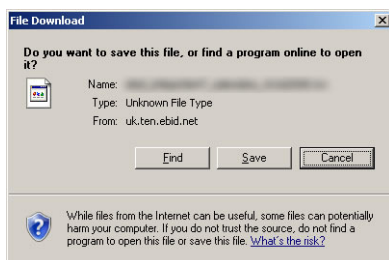 File Download
Do you want to save this file, or find a program online to open
it?
Name:
Type: Unknown File Type
From: uk.ten.ebid.net
Find Save Cancel
While files from the Internet can be useful, some files can potentially
harm your computer. If you do not trust the source, do not find a
program to open this file or save this file. What's the risk?